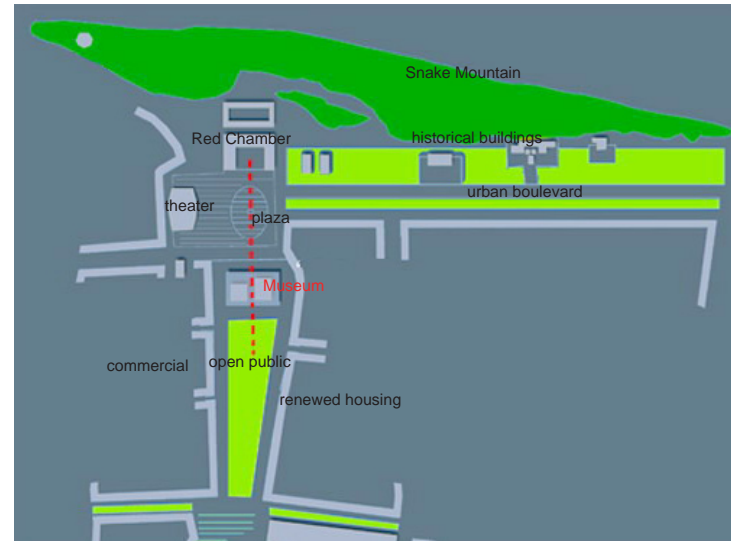 Snake Mountain
Red Chamber
historical buildings
urban boulevard
theater
plaza
Museum
commercial
open public
renewed housing